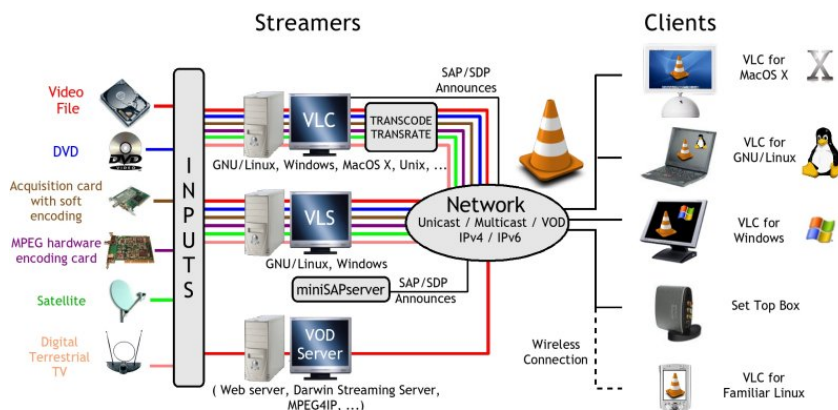 Streamers
Clients
SAP/SDP
Announces
Video
File
DVD
DVD
VIDEO
Acquisition card
with soft
encoding
MPEG hardware
encoding card
Satellite
Digital
Terrestrial
TV
INPUTS
VLC
TRANSCODE
TRANSRATE
GNU/Linux, Windows, MacOS X, Unix, ...
VLS
GNU/Linux, Windows
Network
Unicast / Multicast / VOD
IPv4 / IPv6
miniSAPserver
SAP/SDP
Announces
VOD
Server
( Web server, Darwin Streaming Server,
MPEG4IP, ...)
Wireless
Connection
VLC for
MacOS X
X
VLC for
GNU/Linux
VLC for
Windows
Set Top Box
VLC for
Familiar Linux